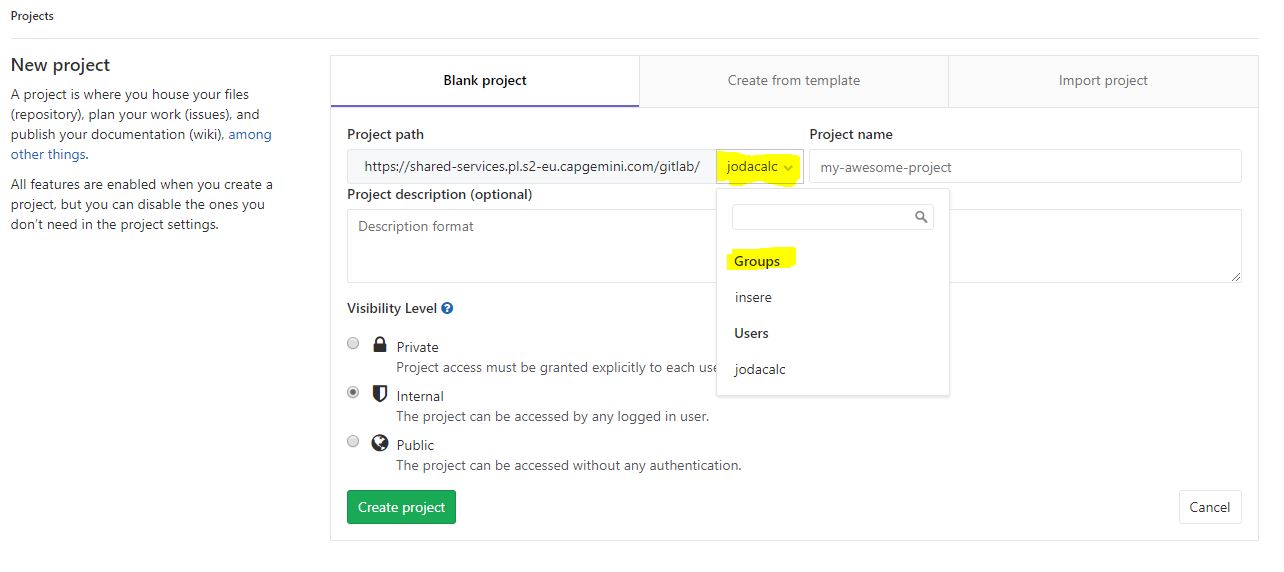 Projects
New project
A project is where you house your files
(repository), plan your work (issues), and
publish your documentation (wiki), among
other things.
All features are enabled when you create a
project, but you can disable the ones you
don't need in the project settings.
Blank project
Create from template
Import project
Project path
Project name
https://shared-services.pl.s2-eu.capgemini.com/gitlab/
jodacalc
my-awesome-project
Project description (optional)
Description format
Groups
insere
Users
jodacalc
Visibility Level
Private
Project access must be granted explicitly to each use
Internal
The project can be accessed by any logged in user.
Public
The project can be accessed without any authentication.
Create project
Cancel